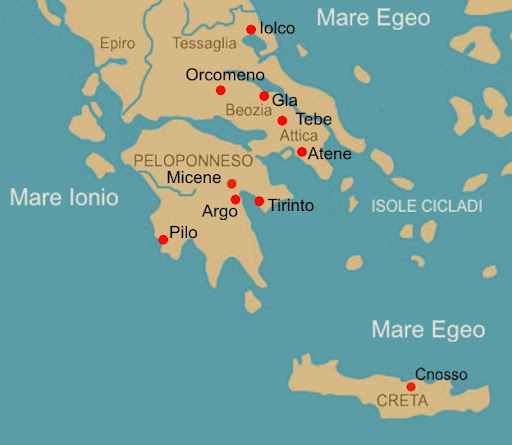 Mare Egeo
Iolco
Epiro
Tessaglia
Orcomeno
Gla
Beozia
Tebe
Attica
Atene
PELOPONNESO
Micene
Mare Ionio
Argo
Tirinto
ISOLE CICLADI
Pilo
Mare Egeo
Cnosso
CRETA